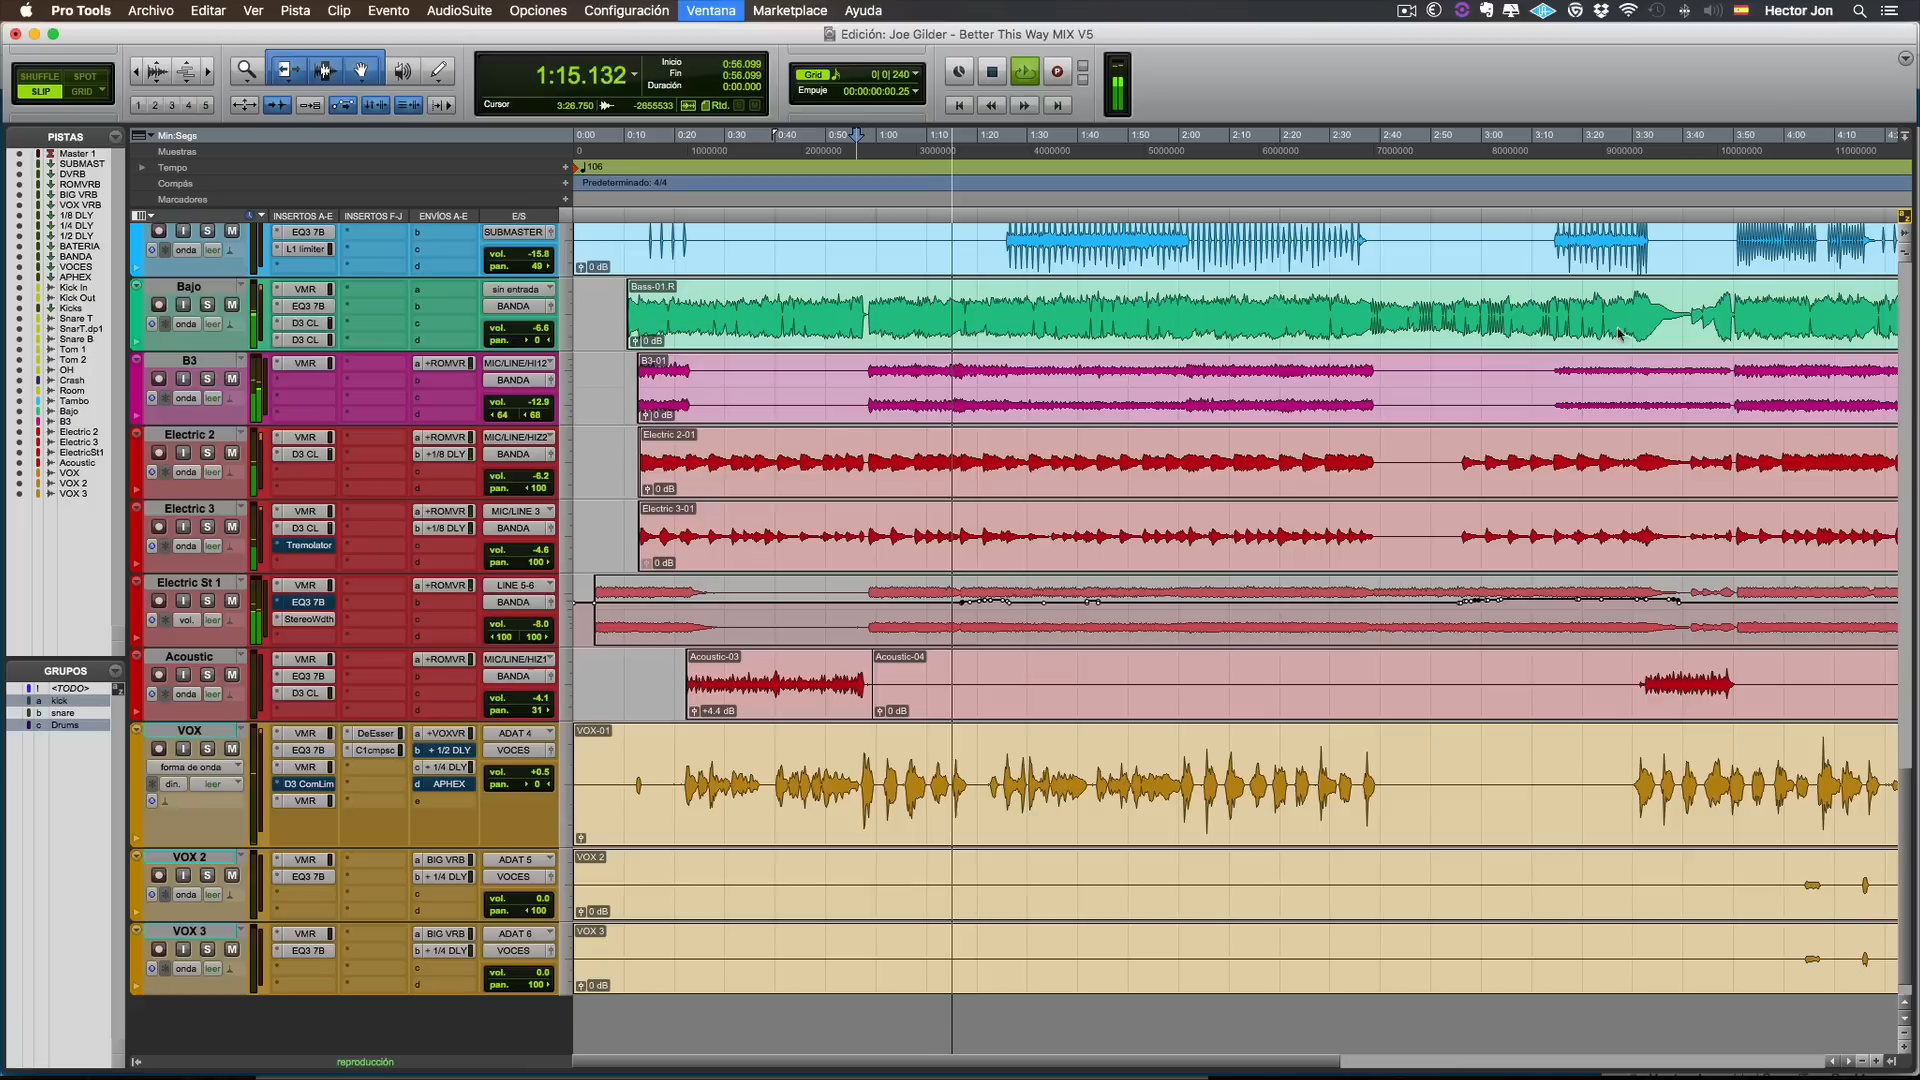 Pro Tools Archivo Editar Ver Pista Clip Evento AudioSuite Opciones Configuración Ventana Marketplace Ayuda Hector Jon
Edición: Joe Gilder - Better This Way MIX V5
SHUFFLE SPOT
SLIP GRID
1 2 3 4 5
1:15.132
Inicio 0:56.099
Fin 0:56.099
Duración 0:00.000
Cursor 3:26.750 -2655533 Rtd.
Grid 0| 0| 240
Empuje 00:00:00:00.25
PISTAS
Master 1
SUBMAST
DVRB
ROMVRB
BIG VRB
VOX VRB
1/8 DLY
1/4 DLY
1/2 DLY
BATERIA
BANDA
VOCES
APHEX
Kick In
Kick Out
Kicks
Snare T
SnarT.dp1
Snare B
Tom 1
Tom 2
OH
Crash
Room
Tambo
Bajo
B3
Electric 2
Electric 3
ElectricSt1
Acoustic
VOX
VOX 2
VOX 3
GRUPOS
! <TODO>
a kick
b snare
c Drums
Min:Segs 0:00 0:10 0:20 0:30 0:40 0:50 1:00 1:10 1:20 1:30 1:40 1:50 2:00 2:10 2:20 2:30 2:40 2:50 3:00 3:10 3:20 3:30 3:40 3:50 4:00 4:10
Muestras 0 1000000 2000000 3000000 4000000 5000000 6000000 7000000 8000000 9000000 10000000 11000000
Tempo 106
Compás Predeterminado: 4/4
Marcadores
INSERTOS A-E INSERTOS F-J ENVÍOS A-E E/S
I S M EQ3 7B b SUBMASTER
onda leer L1 limiter c vol. -15.8
d pan. 49 0 dB
Bajo VMR a sin entrada Bass-01.R
I S M EQ3 7B b BANDA
onda leer D3 CL c vol. -6.6
D3 CL d pan. 0 0 dB
B3 VMR a +ROMVR MIC/LINE/HI12 B3-01
I S M b BANDA
onda leer c vol. -12.9
d 64 68 0 dB
Electric 2 VMR a +ROMVR MIC/LINE/HIZ2 Electric 2-01
I S M D3 CL b +1/8 DLY BANDA
onda leer c vol. -6.2
d pan. 100 0 dB
Electric 3 VMR a +ROMVR MIC/LINE 3 Electric 3-01
I S M D3 CL b +1/8 DLY BANDA
onda leer Tremolator c vol. -4.6
d pan. 100 0 dB
Electric St 1 VMR a +ROMVR LINE 5-6
I S M EQ3 7B b BANDA
vol. leer StereoWdth c vol. -8.0
d 100 100
Acoustic VMR a +ROMVR MIC/LINE/HIZ1 Acoustic-03 Acoustic-04
I S M EQ3 7B b BANDA
onda leer D3 CL c vol. -4.1
d pan. 31 +4.4 dB 0 dB
VOX VMR DeEsser a +VOXVR ADAT 4 VOX-01
I S M EQ3 7B C1cmpsc b + 1/2 DLY VOCES
forma de onda VMR c + 1/4 DLY vol. +0.5
din. leer D3 ComLim d APHEX pan. 0
VMR e
VOX 2 VMR a BIG VRB ADAT 5 VOX 2
I S M EQ3 7B b + 1/4 DLY VOCES
onda leer c vol. 0.0
d pan. 100 0 dB
VOX 3 VMR a BIG VRB ADAT 6 VOX 3
I S M EQ3 7B b + 1/4 DLY VOCES
onda leer c vol. 0.0
d pan. 100 0 dB
reproducción